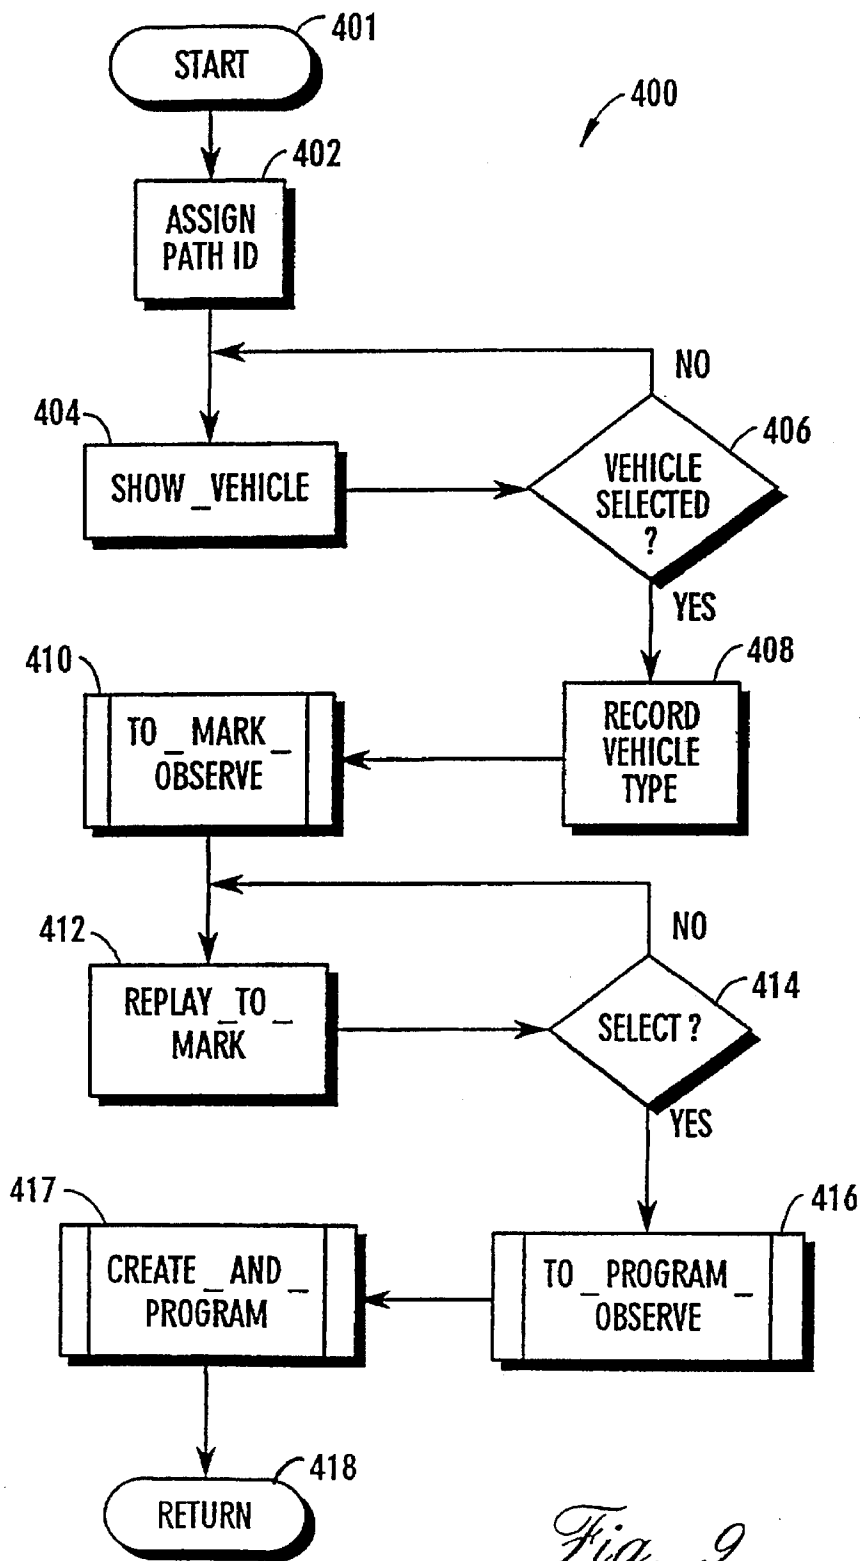 401
START
400
402
ASSIGN
PATH ID
NO
404
406
SHOW_VEHICLE
VEHICLE
SELECTED
?
YES
410
408
TO_MARK_
OBSERVE
RECORD
VEHICLE
TYPE
412
NO
414
REPLAY_TO_
MARK
SELECT?
YES
417
416
CREATE_AND_
PROGRAM
TO_PROGRAM_
OBSERVE
418
RETURN
Fig. 9